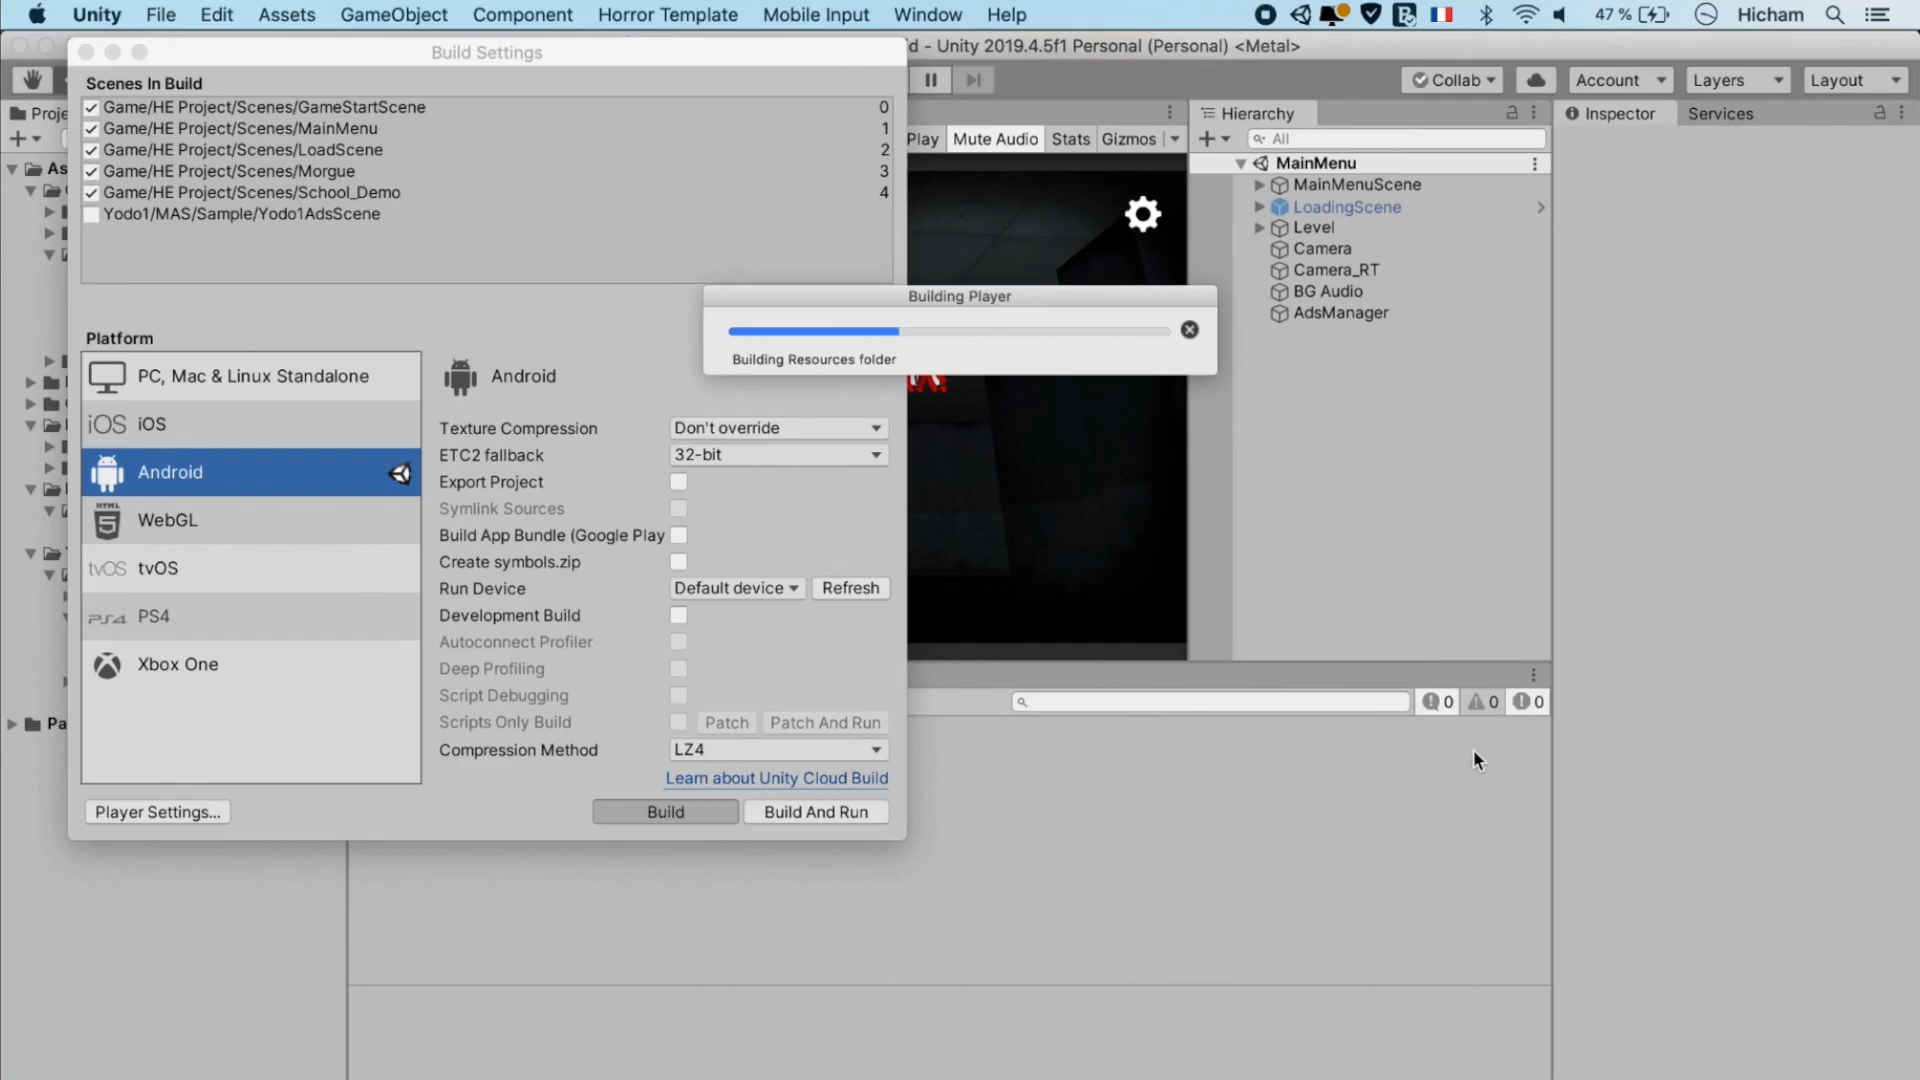 Unity File Edit Assets GameObject Component Horror Template Mobile Input Window Help 47 % Hicham
Build Settings
d - Unity 2019.4.5f1 Personal (Personal) <Metal>
Collab Account Layers Layout
Scenes In Build
Game/HE Project/Scenes/GameStartScene 0
Game/HE Project/Scenes/MainMenu 1
Game/HE Project/Scenes/LoadScene 2
Game/HE Project/Scenes/Morgue 3
Game/HE Project/Scenes/School_Demo 4
Yodo1/MAS/Sample/Yodo1AdsScene
Proje
As
Pa
Play Mute Audio Stats Gizmos
Hierarchy
All
MainMenu
MainMenuScene
LoadingScene
Level
Camera
Camera_RT
BG Audio
AdsManager
Inspector Services
Building Player
Building Resources folder
Platform
PC, Mac & Linux Standalone
iOS iOS
Android
HTML 5 WebGL
tvOS tvOS
PS4 PS4
Xbox One
Android
Texture Compression Don't override
ETC2 fallback 32-bit
Export Project
Symlink Sources
Build App Bundle (Google Play
Create symbols.zip
Run Device Default device Refresh
Development Build
Autoconnect Profiler
Deep Profiling
Script Debugging
Scripts Only Build Patch Patch And Run
Compression Method LZ4
Learn about Unity Cloud Build
Player Settings... Build Build And Run
0 0 0